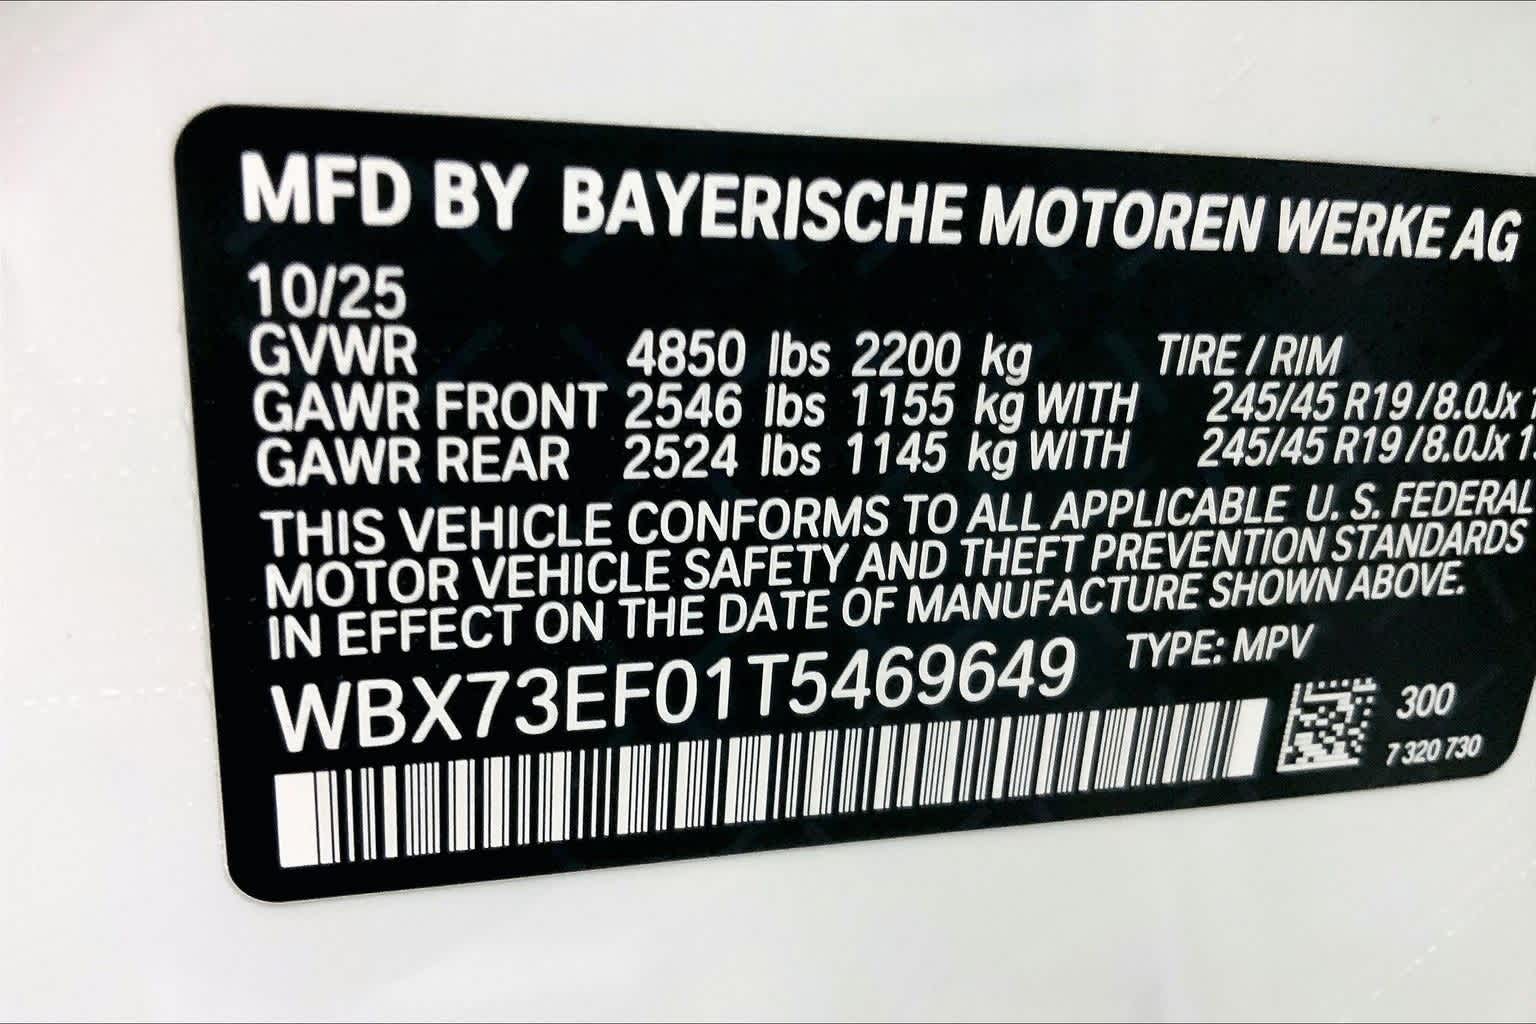 MFD BY BAYERISCHE MOTOREN WERKE AG
10/25
GVWR 4850 lbs 2200 kg TIRE / RIM
GAWR FRONT 2546 lbs 1155 kg WITH 245/45 R19 /8.0Jx
GAWR REAR 2524 lbs 1145 kg WITH 245/45 R19 /8.0Jx
THIS VEHICLE CONFORMS TO ALL APPLICABLE U. S. FEDERAL
MOTOR VEHICLE SAFETY AND THEFT PREVENTION STANDARDS
IN EFFECT ON THE DATE OF MANUFACTURE SHOWN ABOVE.
WBX73EF01T5469649 TYPE: MPV
300
7 320 730